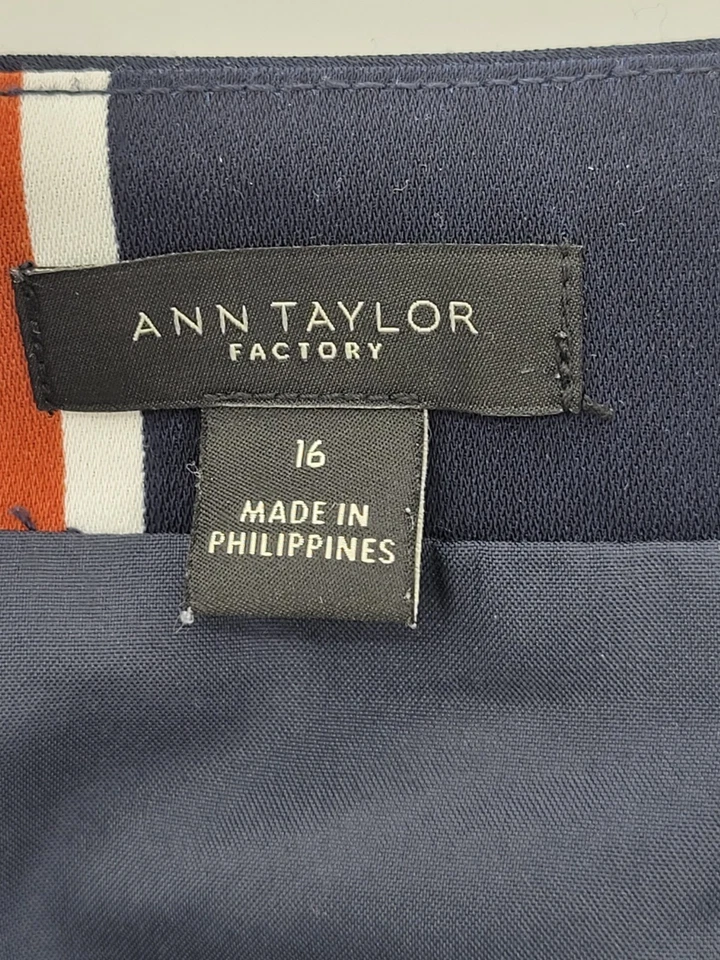 ANN TAYLOR
FACTORY
16
MADE IN
PHILIPPINES